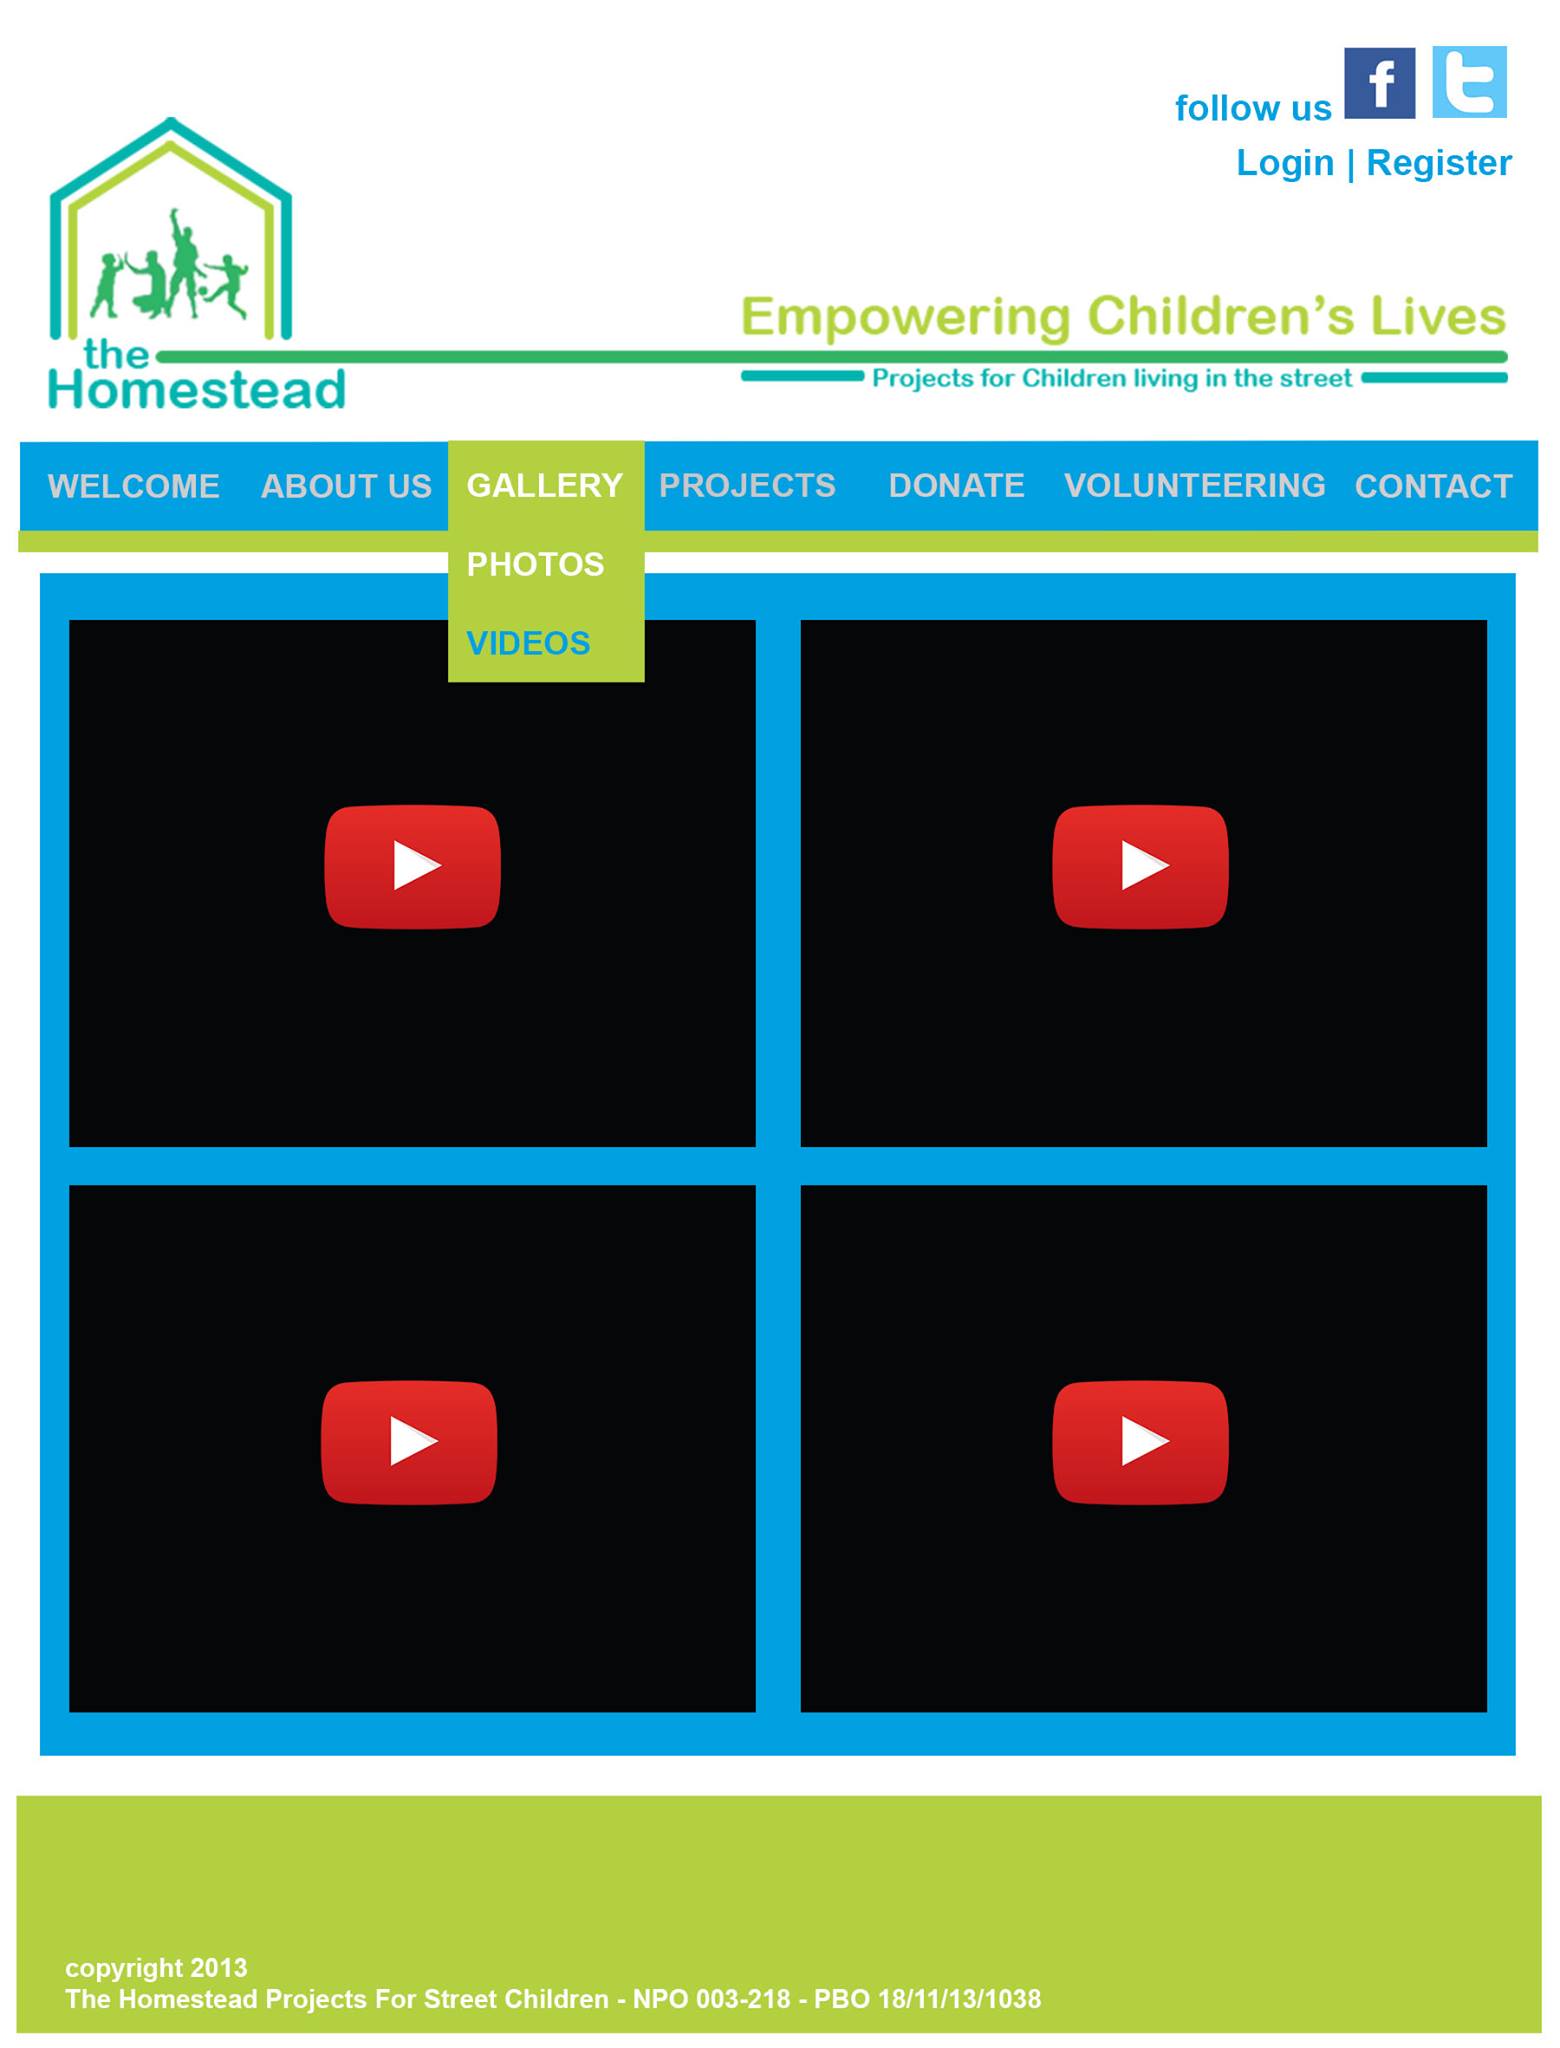 follow us
Login | Register
Empowering Children's Lives
the
Homestead
Projects for Children living in the street
WELCOME ABOUT US GALLERY PROJECTS DONATE VOLUNTEERING CONTACT
PHOTOS
VIDEOS
copyright 2013
The Homestead Projects For Street Children - NPO 003-218 - PBO 18/11/13/1038